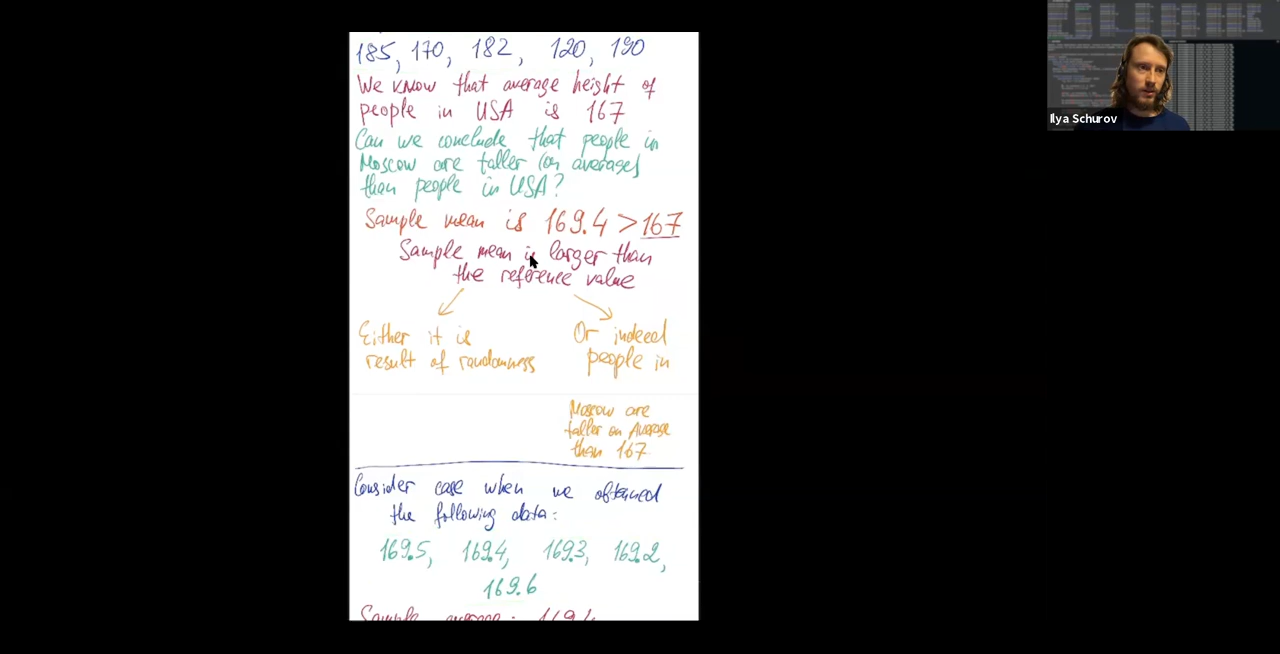 185, 170, 182, 120, 190
We know that average height of
people in USA is 167
Can we conclude that people in
Moscow are taller (on average)
than people in USA?
Sample mean is 169.4 > 167
Sample mean is larger than
the reference value
Either it is
result of randomness
Or indeed
people in
Moscow are
taller on Average
than 167
Consider case when we obtained
the following data:
169.5, 169.4, 169.3, 169.2,
169.6
Sample average: 169.4
Ilya Schurov